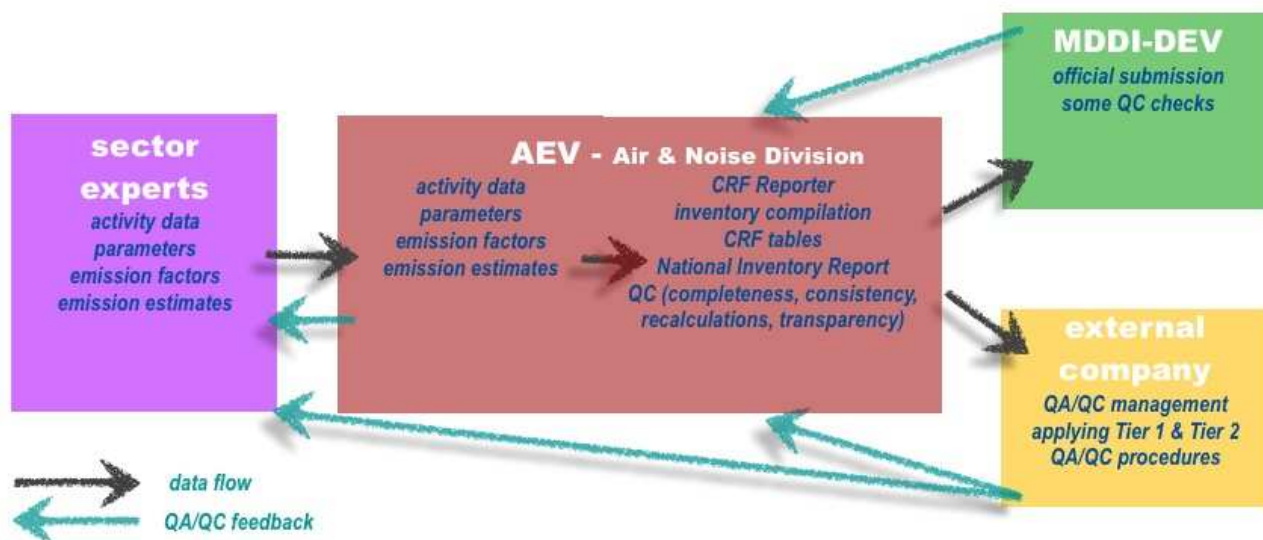 sector
experts
activity data
parameters
emission factors
emission estimates
AEV - Air & Noise Division
activity data
parameters
emission factors
emission estimates
CRF Reporter
inventory compilation
CRF tables
National Inventory Report
QC (completeness, consistency,
recalculations, transparency)
MDDI-DEV
official submission
some QC checks
external
company
QA/QC management
applying Tier 1 & Tier 2
QA/QC procedures
data flow
QA/QC feedback